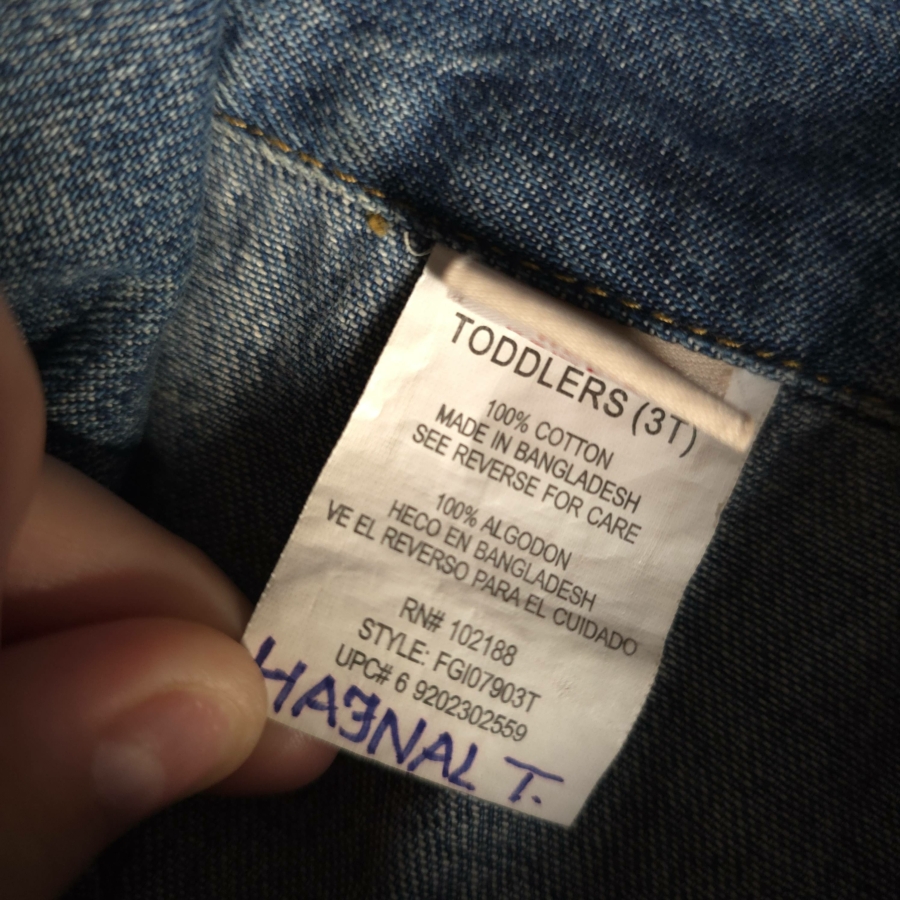 TODDLERS (3T)
100% COTTON
MADE IN BANGLADESH
SEE REVERSE FOR CARE
100% ALGODON
HECO EN BANGLADESH
VE EL REVERSO PARA EL CUIDADO
RN# 102188
STYLE: FGI07903T
UPC# 6 9202302559
HAJNAL T.